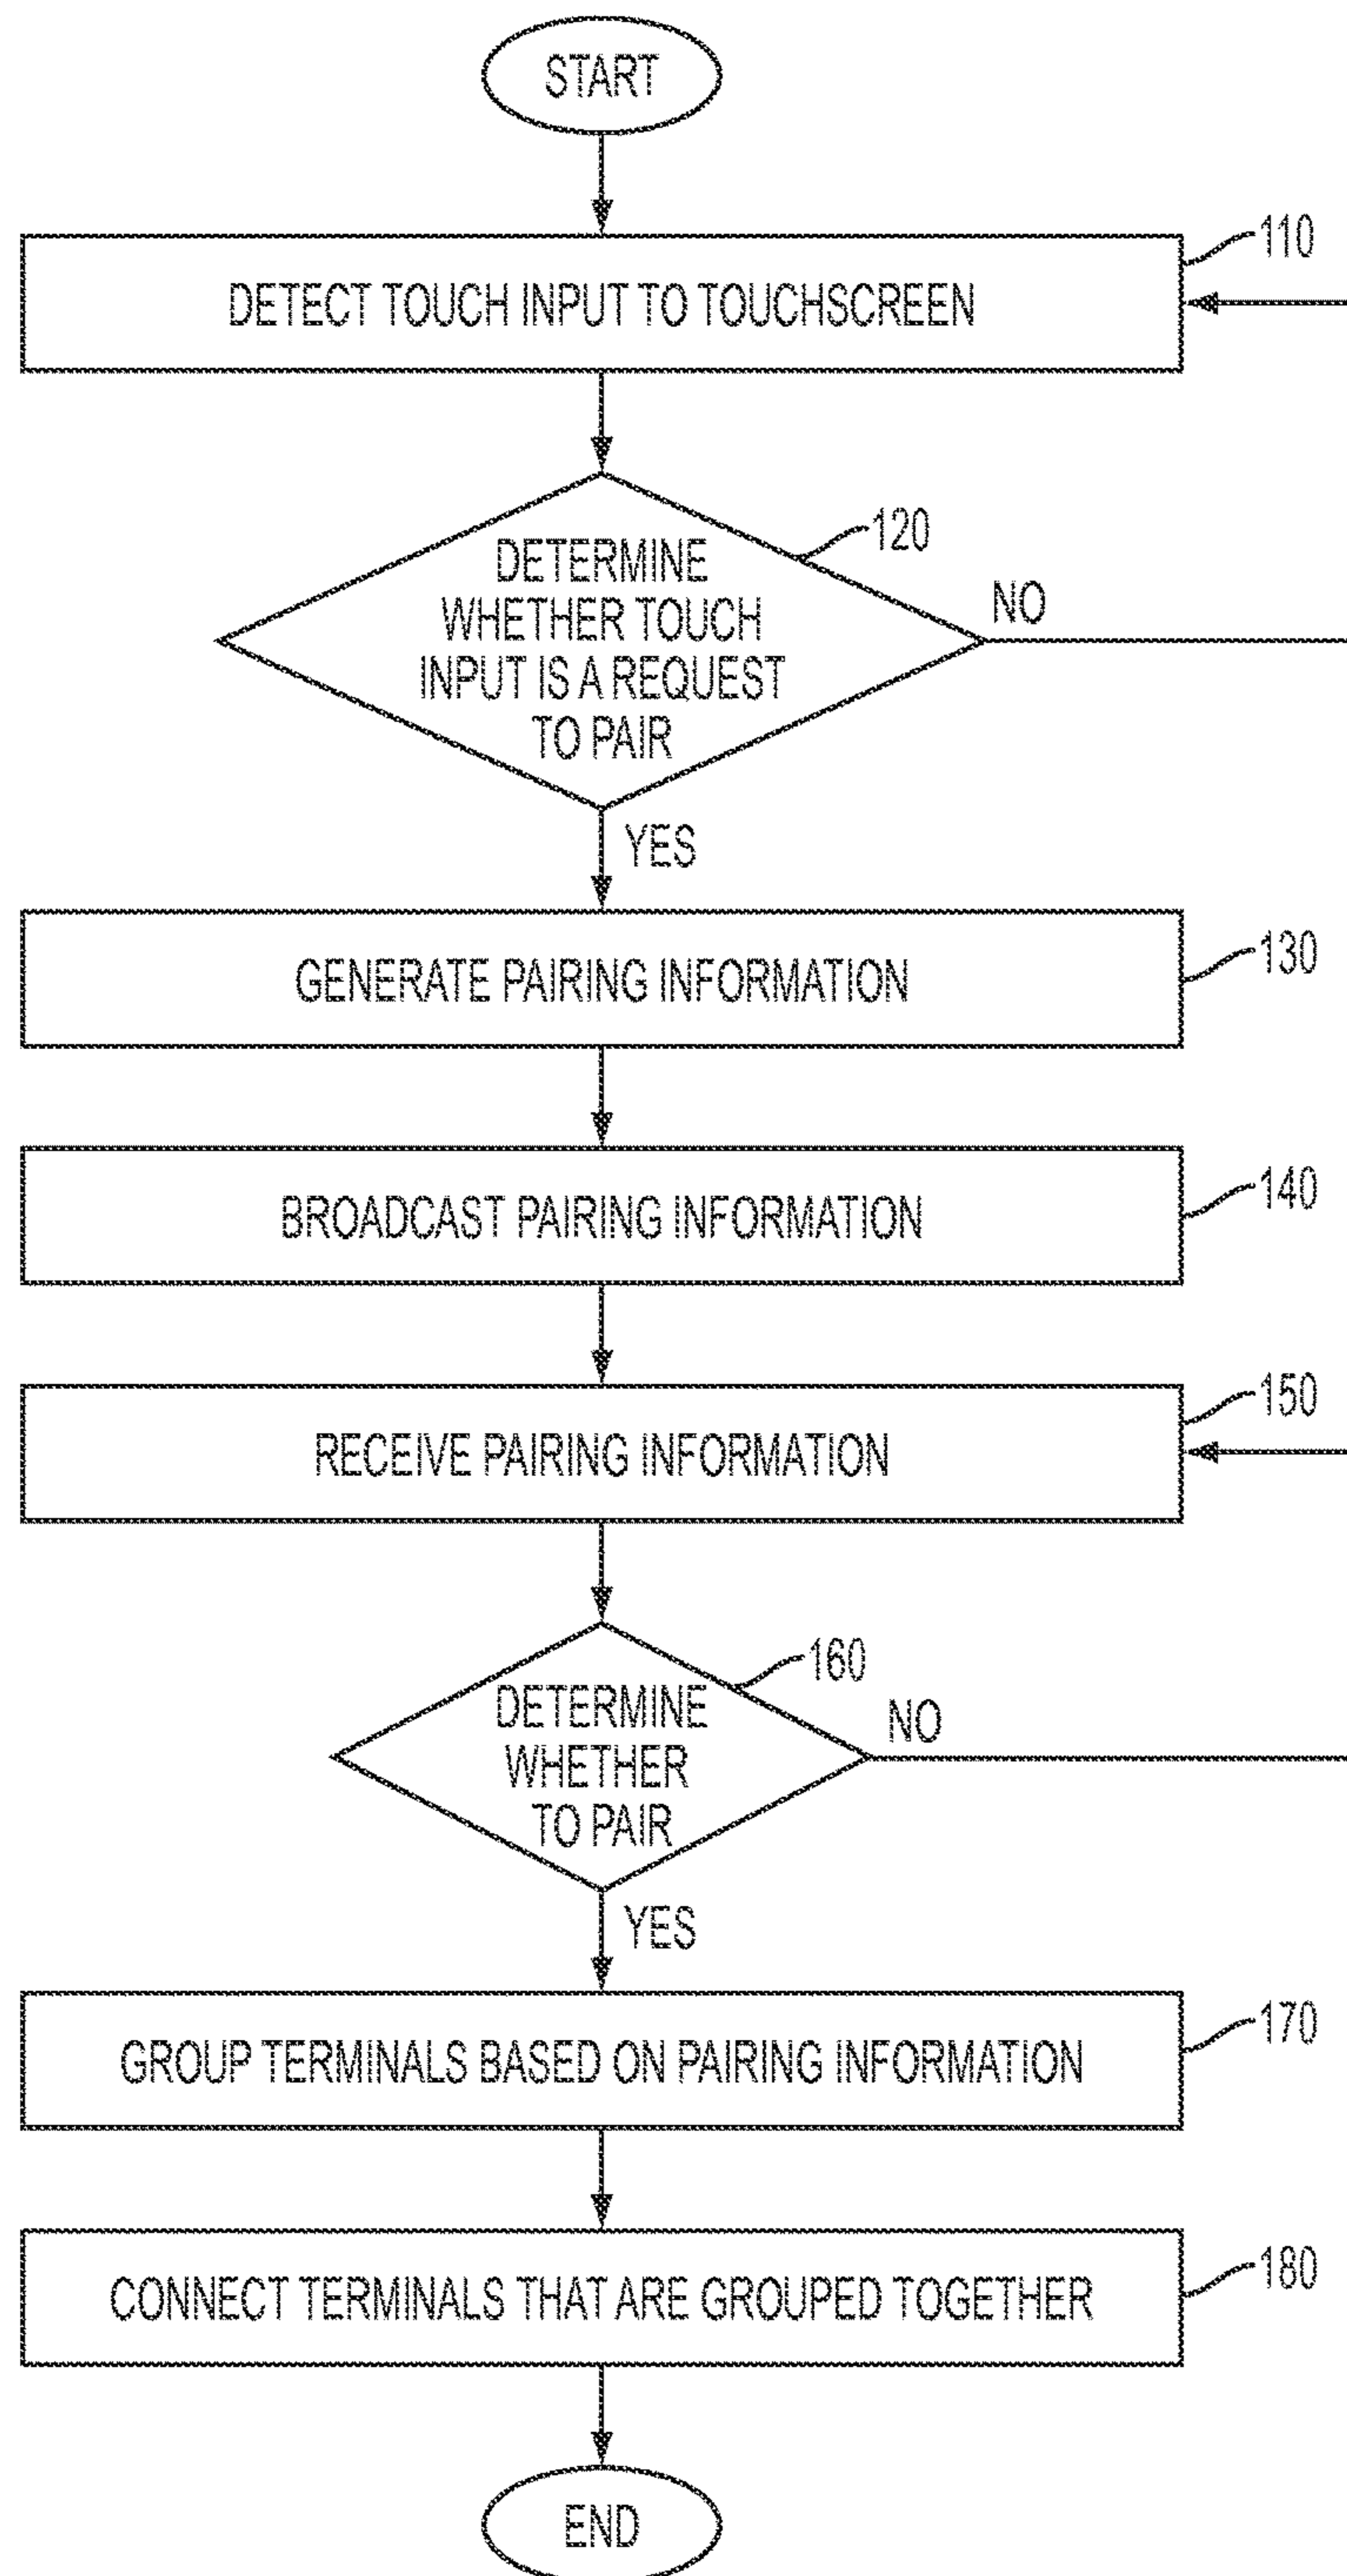 START
110
DETECT TOUCH INPUT TO TOUCHSCREEN
120
DETERMINE
WHETHER TOUCH
INPUT IS A REQUEST
TO PAIR
NO
YES
130
GENERATE PAIRING INFORMATION
140
BROADCAST PAIRING INFORMATION
150
RECEIVE PAIRING INFORMATION
160
DETERMINE
WHETHER
TO PAIR
NO
YES
170
GROUP TERMINALS BASED ON PAIRING INFORMATION
180
CONNECT TERMINALS THAT ARE GROUPED TOGETHER
END